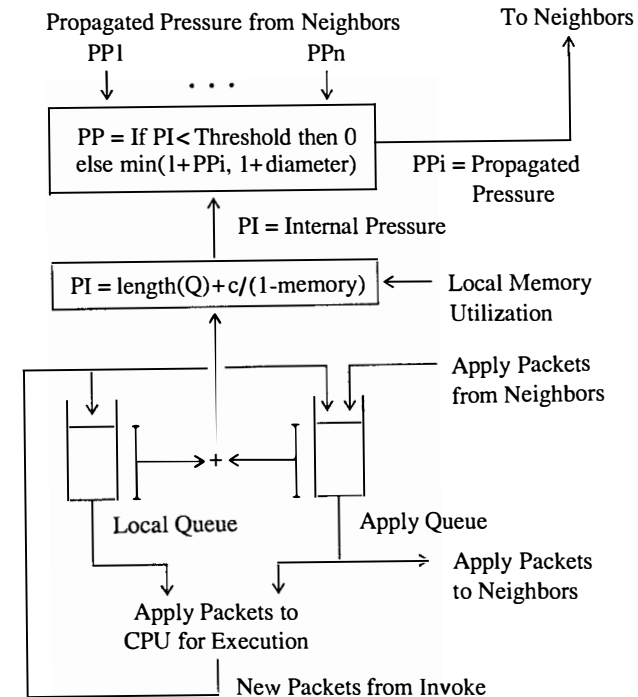 Propagated Pressure from Neighbors
To Neighbors
PP1
. . .
PPn
PP = If PI< Threshold then 0
else min(1+PPi, 1+diameter)
PPi = Propagated
Pressure
PI = Internal Pressure
PI = length(Q)+c/(1-memory)
Local Memory
Utilization
Apply Packets
from Neighbors
+
Local Queue
Apply Queue
Apply Packets
to Neighbors
Apply Packets to
CPU for Execution
New Packets from Invoke